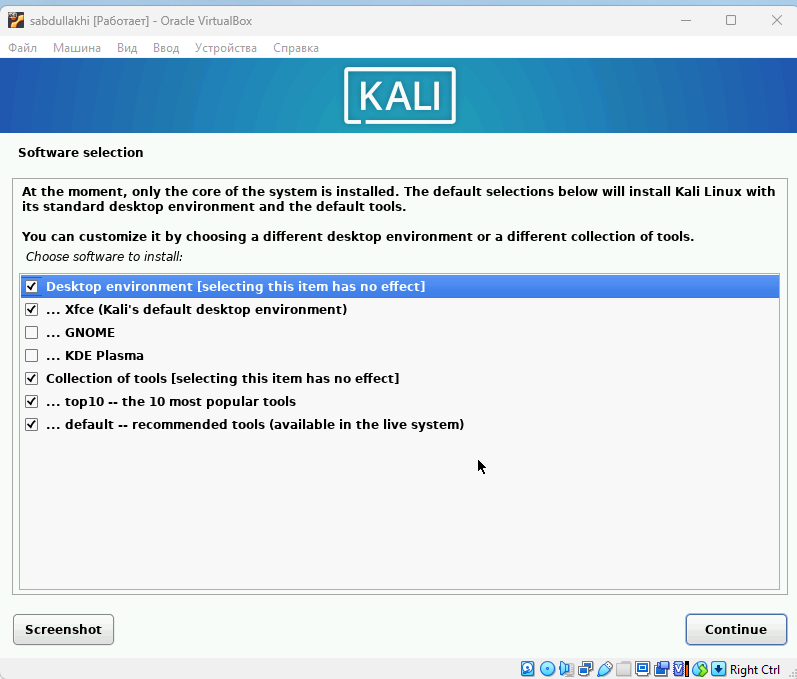 sabdullakhi [Работает] - Oracle VirtualBox
Файл Машина Вид Ввод Устройства Справка
KALI
Software selection
At the moment, only the core of the system is installed. The default selections below will install Kali Linux with
its standard desktop environment and the default tools.
You can customize it by choosing a different desktop environment or a different collection of tools.
Choose software to install:
Desktop environment [selecting this item has no effect]
... Xfce (Kali's default desktop environment)
... GNOME
... KDE Plasma
Collection of tools [selecting this item has no effect]
... top10 -- the 10 most popular tools
... default -- recommended tools (available in the live system)
Screenshot Continue
Right Ctrl